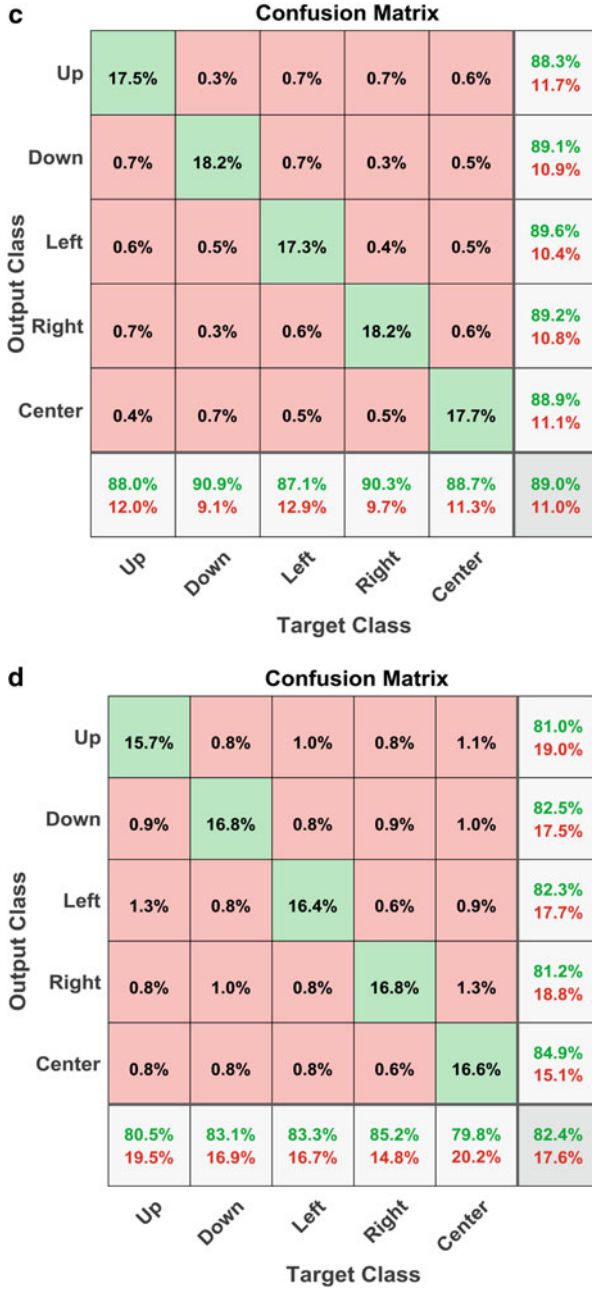 c
Confusion Matrix
Up 17.5% 0.3% 0.7% 0.7% 0.6% 88.3%
11.7%
Down 0.7% 18.2% 0.7% 0.3% 0.5% 89.1%
10.9%
Left 0.6% 0.5% 17.3% 0.4% 0.5% 89.6%
10.4%
Right 0.7% 0.3% 0.6% 18.2% 0.6% 89.2%
10.8%
Center 0.4% 0.7% 0.5% 0.5% 17.7% 88.9%
11.1%
88.0% 90.9% 87.1% 90.3% 88.7% 89.0%
12.0% 9.1% 12.9% 9.7% 11.3% 11.0%
Output Class
Up Down Left Right Center
Target Class
d
Confusion Matrix
Up 15.7% 0.8% 1.0% 0.8% 1.1% 81.0%
19.0%
Down 0.9% 16.8% 0.8% 0.9% 1.0% 82.5%
17.5%
Left 1.3% 0.8% 16.4% 0.6% 0.9% 82.3%
17.7%
Right 0.8% 1.0% 0.8% 16.8% 1.3% 81.2%
18.8%
Center 0.8% 0.8% 0.8% 0.6% 16.6% 84.9%
15.1%
80.5% 83.1% 83.3% 85.2% 79.8% 82.4%
19.5% 16.9% 16.7% 14.8% 20.2% 17.6%
Output Class
Up Down Left Right Center
Target Class